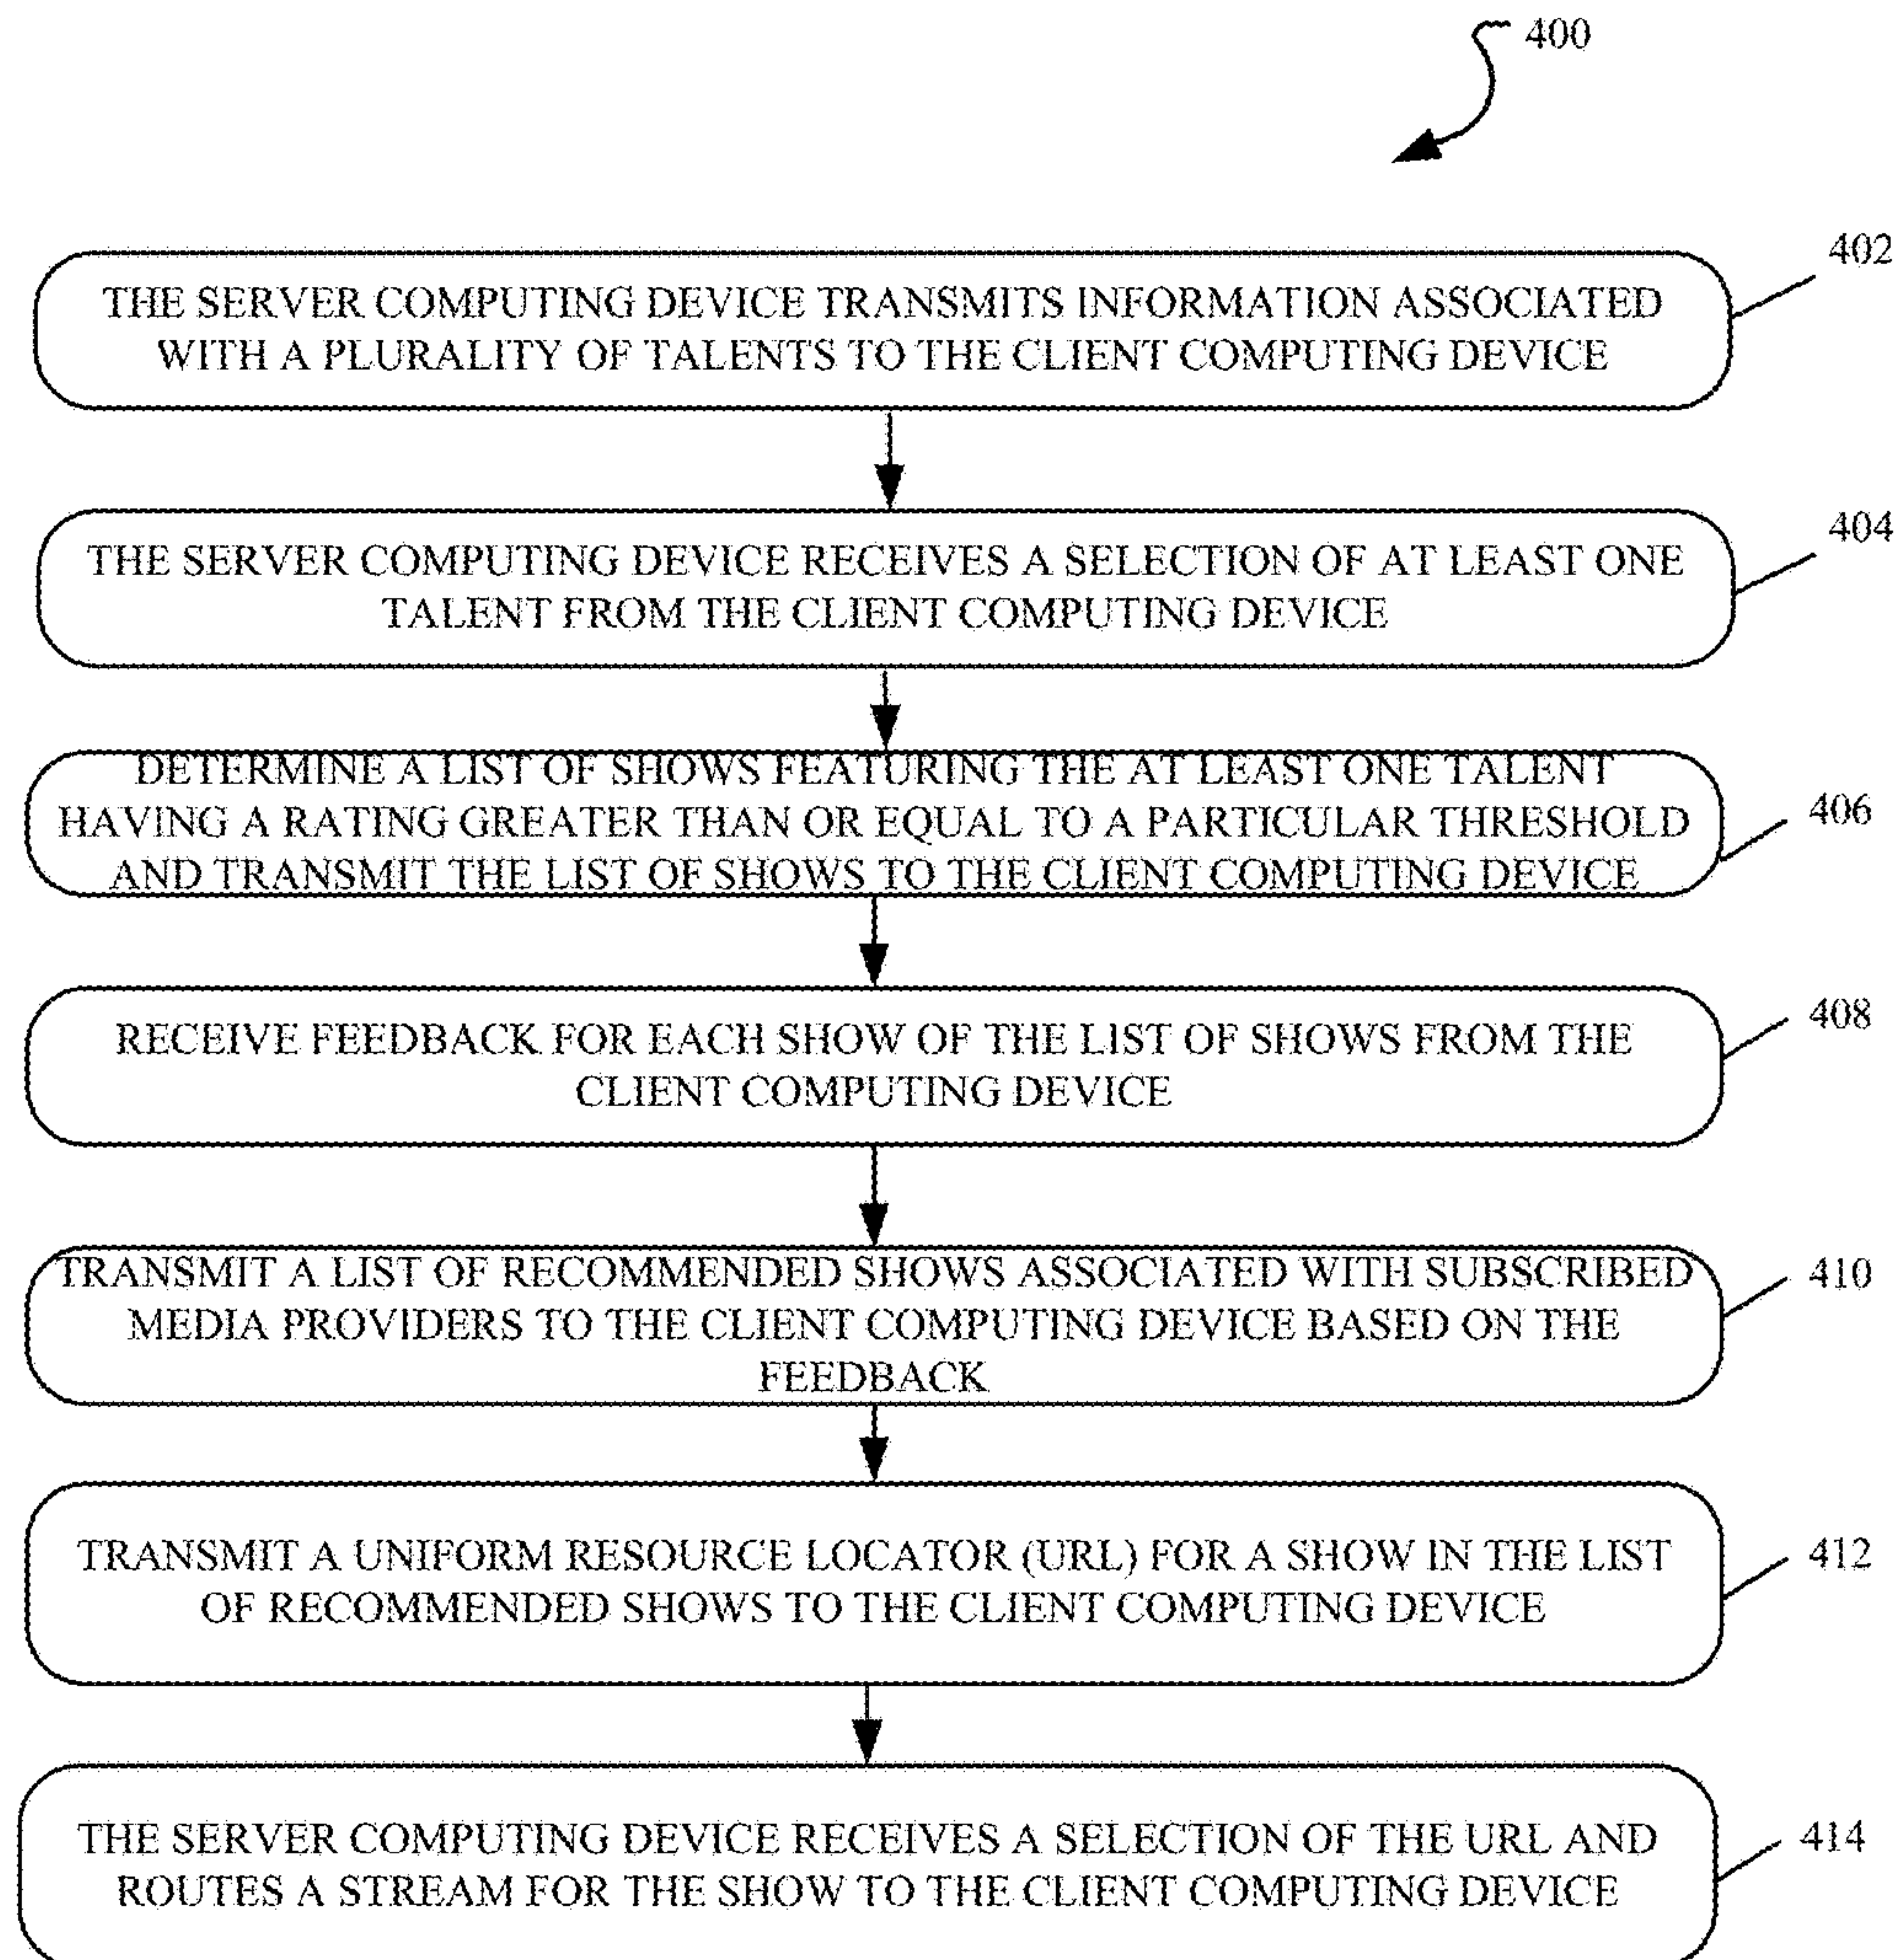 400
402
THE SERVER COMPUTING DEVICE TRANSMITS INFORMATION ASSOCIATED
WITH A PLURALITY OF TALENTS TO THE CLIENT COMPUTING DEVICE
404
THE SERVER COMPUTING DEVICE RECEIVES A SELECTION OF AT LEAST ONE
TALENT FROM THE CLIENT COMPUTING DEVICE
DETERMINE A LIST OF SHOWS FEATURING THE AT LEAST ONE TALENT
HAVING A RATING GREATER THAN OR EQUAL TO A PARTICULAR THRESHOLD
AND TRANSMIT THE LIST OF SHOWS TO THE CLIENT COMPUTING DEVICE
406
RECEIVE FEEDBACK FOR EACH SHOW OF THE LIST OF SHOWS FROM THE
CLIENT COMPUTING DEVICE
408
TRANSMIT A LIST OF RECOMMENDED SHOWS ASSOCIATED WITH SUBSCRIBED
MEDIA PROVIDERS TO THE CLIENT COMPUTING DEVICE BASED ON THE
FEEDBACK
410
TRANSMIT A UNIFORM RESOURCE LOCATOR (URL) FOR A SHOW IN THE LIST
OF RECOMMENDED SHOWS TO THE CLIENT COMPUTING DEVICE
412
THE SERVER COMPUTING DEVICE RECEIVES A SELECTION OF THE URL AND
ROUTES A STREAM FOR THE SHOW TO THE CLIENT COMPUTING DEVICE
414